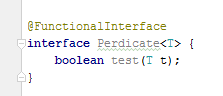 @FunctionalInterface
interface Perdicate<T> {
    boolean test(T t);
}